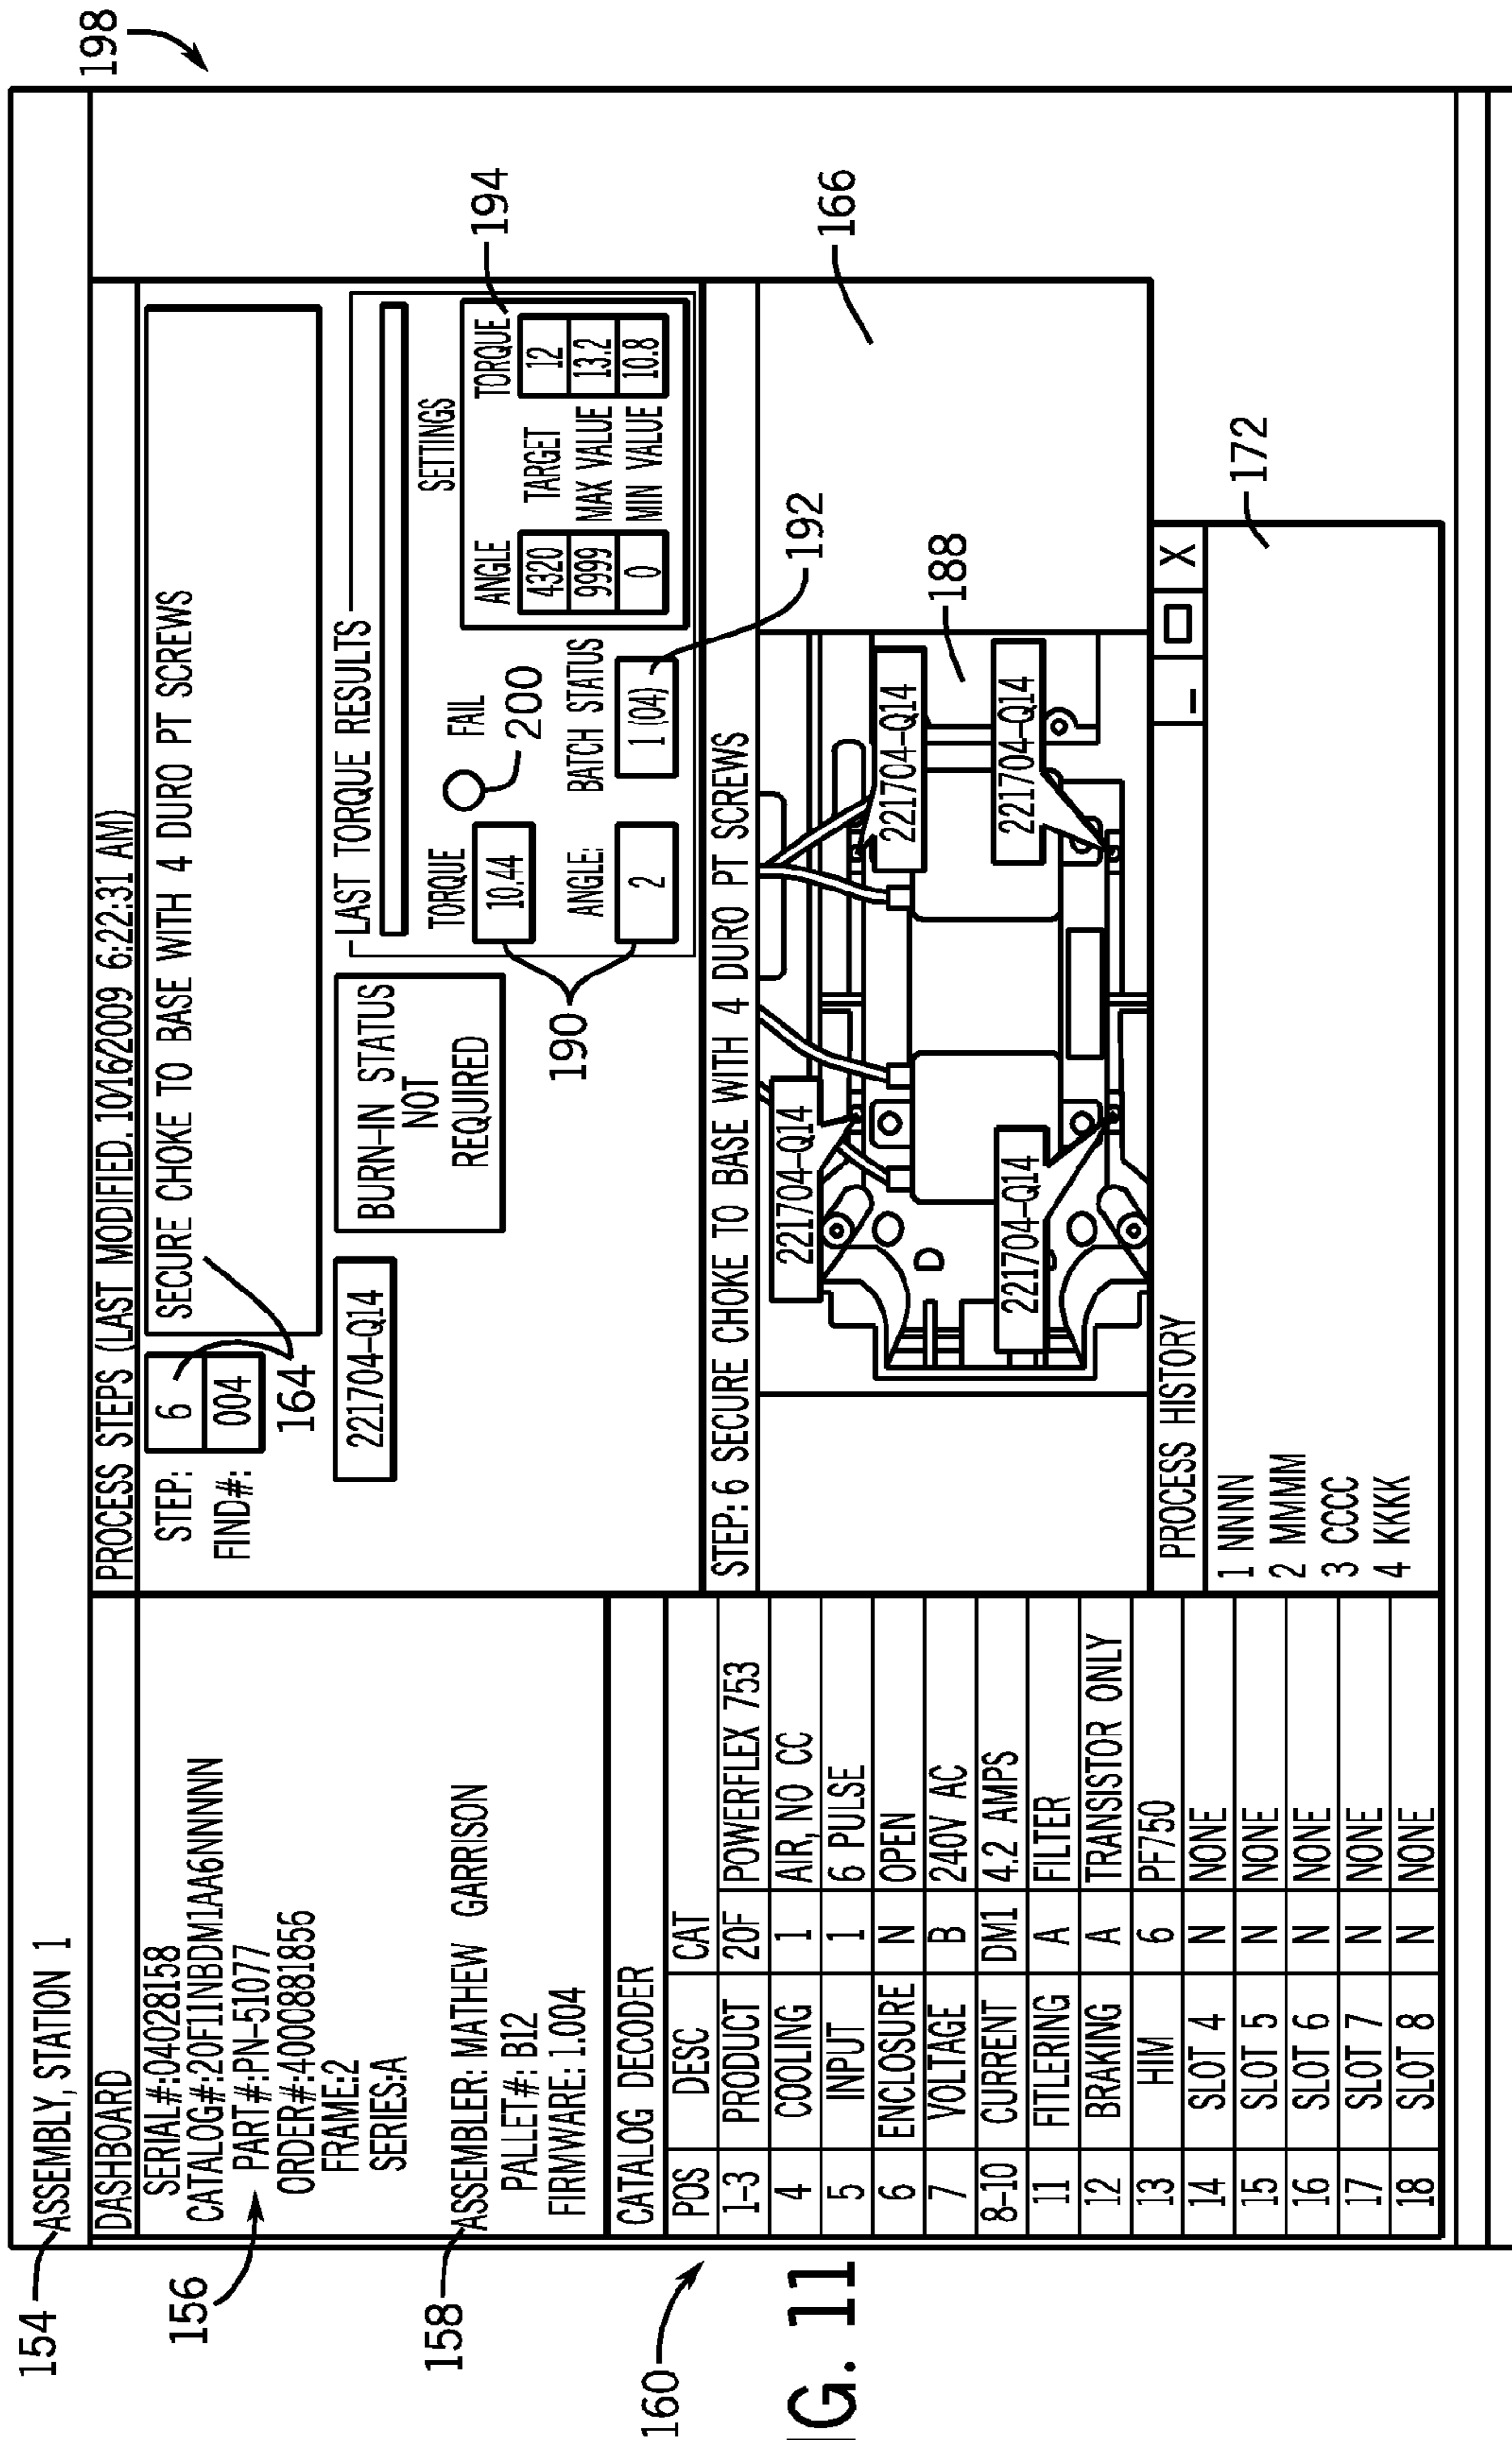 198
154
ASSEMBLY, STATION 1
DASHBOARD
SERIAL#:04028158
CATALOG#:20F11NBDM1AA6NNNNN
PART#:PN-51077
ORDER#:4000881856
FRAME:2
SERIES:A
156
158
ASSEMBLER: MATHEW GARRISON
PALLET#: B12
FIRMWARE: 1.004
160
CATALOG DECODER
POS DESC CAT
1-3 PRODUCT 20F POWERFLEX 753
4 COOLING 1 AIR, NO CC
5 INPUT 1 6 PULSE
6 ENCLOSURE N OPEN
7 VOLTAGE B 240V AC
8-10 CURRENT DM1 4.2 AMPS
11 FITLERING A FILTER
12 BRAKING A TRANSISTOR ONLY
13 HIM 6 PF750
14 SLOT 4 N NONE
15 SLOT 5 N NONE
16 SLOT 6 N NONE
17 SLOT 7 N NONE
18 SLOT 8 N NONE
PROCESS STEPS (LAST MODIFIED. 10/16/2009 6:22:31 AM)
STEP: 6
FIND#: 004
SECURE CHOKE TO BASE WITH 4 DURO PT SCREWS
164
221704-Q14
BURN-IN STATUS
NOT
REQUIRED
LAST TORQUE RESULTS
TORQUE
10.44
FAIL
200
ANGLE:
2
BATCH STATUS
1 (04)
190
192
SETTINGS
ANGLE TORQUE
4320 TARGET 12
9999 MAX VALUE 13.2
0 MIN VALUE 10.8
194
STEP: 6 SECURE CHOKE TO BASE WITH 4 DURO PT SCREWS
221704-Q14
221704-Q14
221704-Q14
221704-Q14
188
166
PROCESS HISTORY
_ X
1 NNNN
2 MMMM
3 CCCC
4 KKKK
172
IG. 11